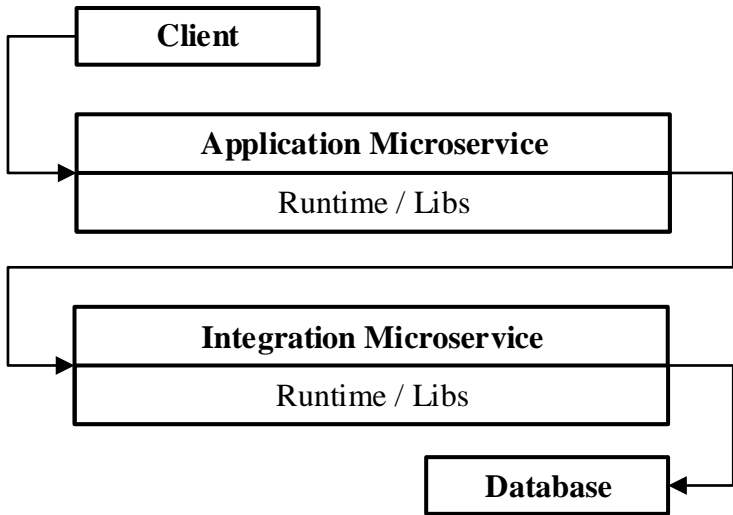 Client
Application Microservice
Runtime / Libs
Integration Microservice
Runtime / Libs
Database